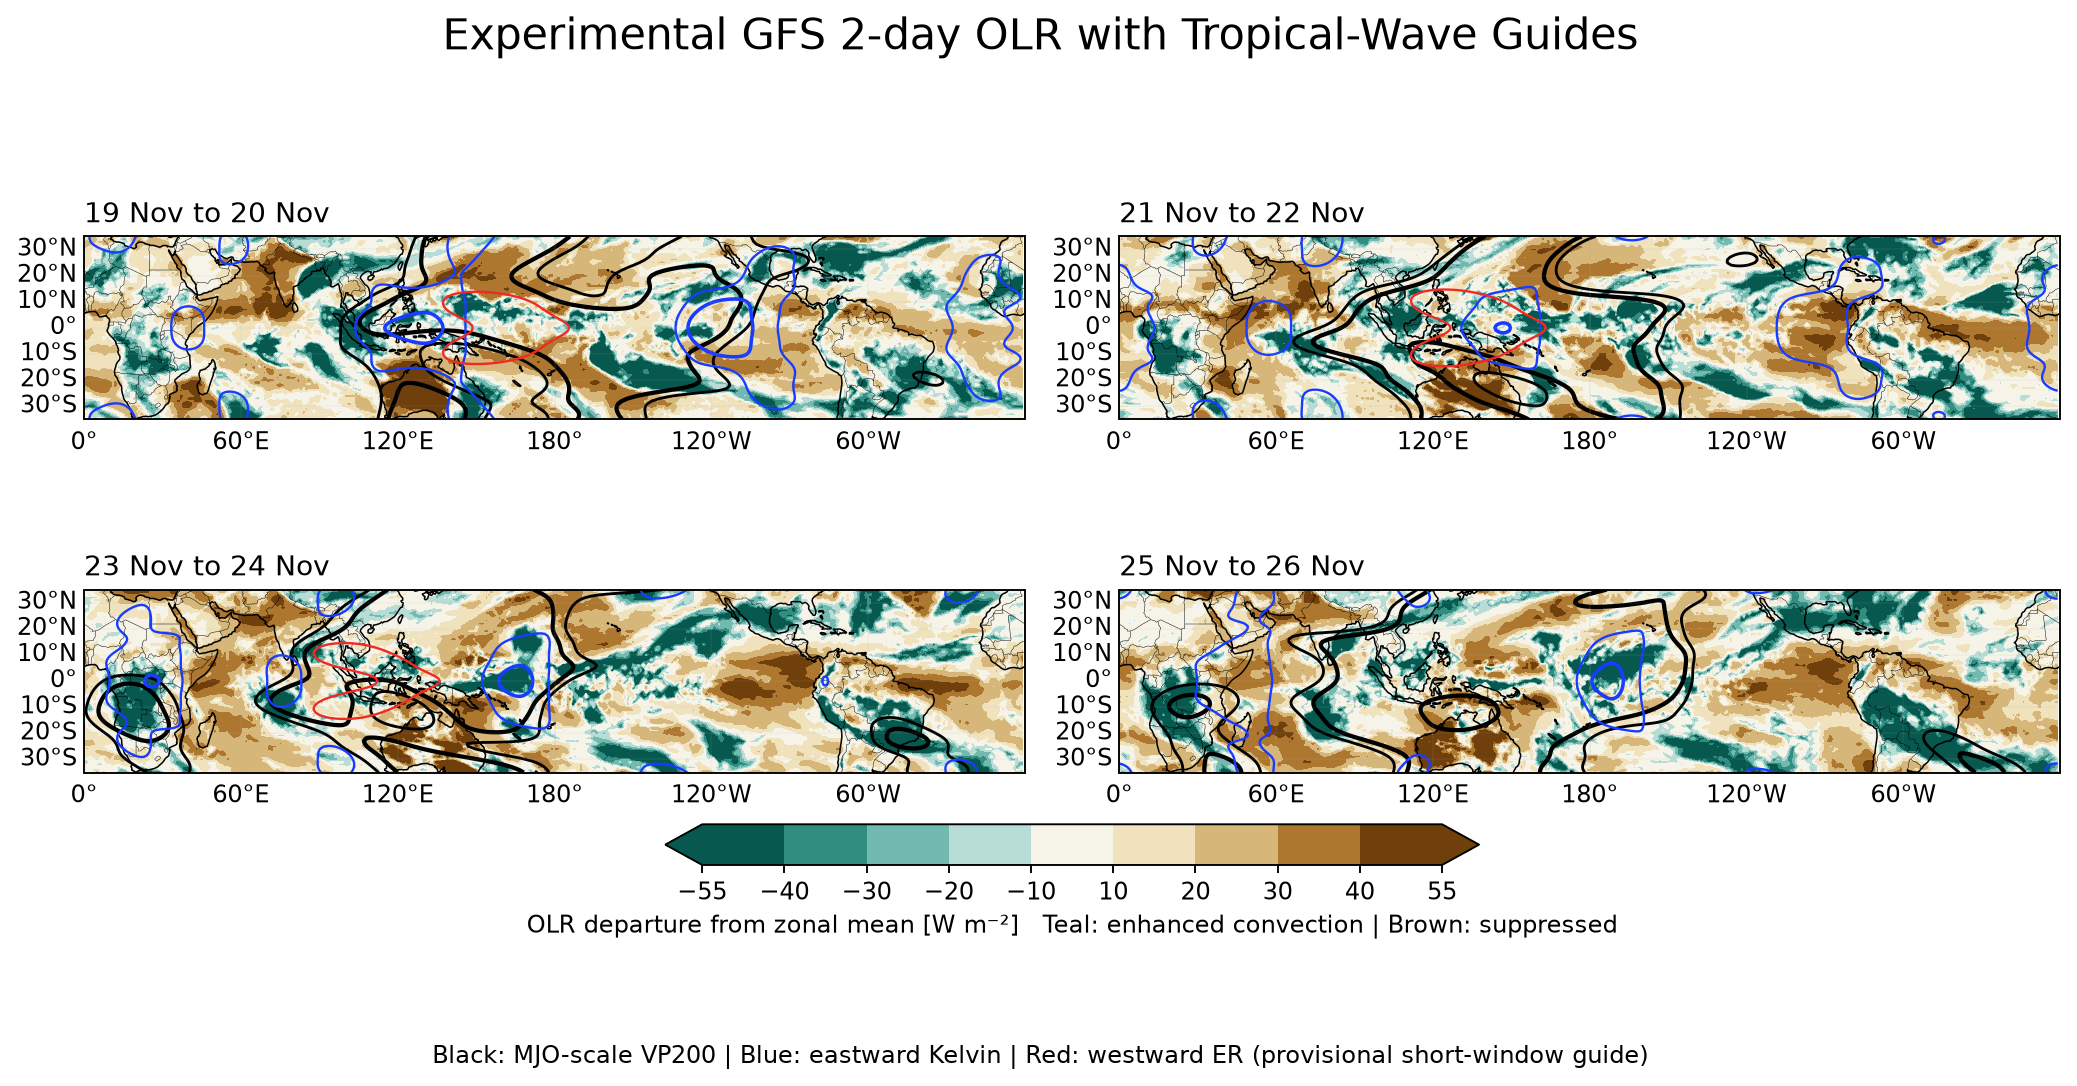 Experimental GFS 2-day OLR with Tropical-Wave Guides
19 Nov to 20 Nov
30°N
20°N
10°N
0°
10°S
20°S
30°S
0° 60°E 120°E 180° 120°W 60°W
21 Nov to 22 Nov
30°N
20°N
10°N
0°
10°S
20°S
30°S
0° 60°E 120°E 180° 120°W 60°W
23 Nov to 24 Nov
30°N
20°N
10°N
0°
10°S
20°S
30°S
0° 60°E 120°E 180° 120°W 60°W
25 Nov to 26 Nov
30°N
20°N
10°N
0°
10°S
20°S
30°S
0° 60°E 120°E 180° 120°W 60°W
−55 −40 −30 −20 −10 10 20 30 40 55
OLR departure from zonal mean [W m⁻²] Teal: enhanced convection | Brown: suppressed
Black: MJO-scale VP200 | Blue: eastward Kelvin | Red: westward ER (provisional short-window guide)